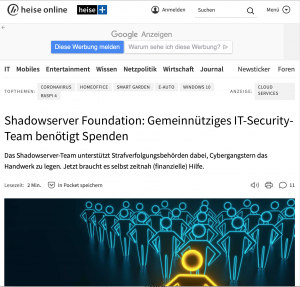 heise online heise+ Anmelden Suchen Menü
Google Anzeigen
Diese Werbung melden Warum sehe ich diese Werbung?
IT Mobiles Entertainment Wissen Netzpolitik Wirtschaft Journal Newsticker Foren
TOPTHEMEN: CORONAVIRUS HOMEOFFICE SMART GARDEN E-AUTO WINDOWS 10 ANZEIGE: CLOUD SERVICES
RASPI 4
Shadowserver Foundation: Gemeinnütziges IT-Security-
Team benötigt Spenden
Das Shadowserver-Team unterstützt Strafverfolgungsbehörden dabei, Cybergangstern das
Handwerk zu legen. Jetzt braucht es selbst zeitnah (finanzielle) Hilfe.
Lesezeit: 2 Min. In Pocket speichern 11